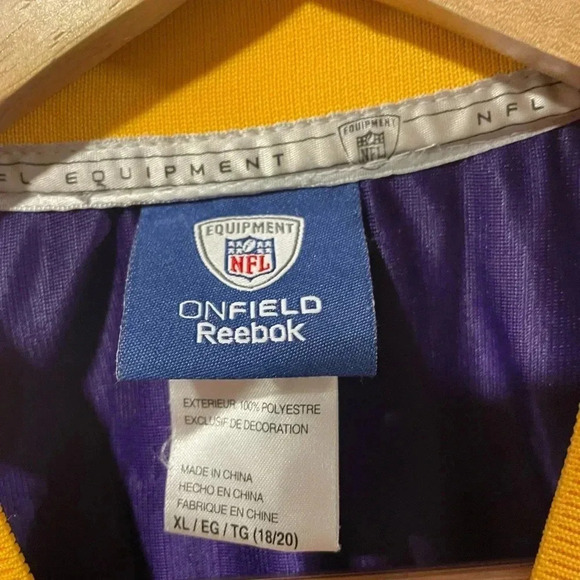 FL EQUIPMENT
EQUIPMENT
NFL
NFL
EQUIPMENT
NFL
ONFIELD
Reebok
EXTERIEUR 100% POLYESTRE
EXCLUSIF DE DECORATION
MADE IN CHINA
HECHO EN CHINA
FABRIQUE EN CHINE
XL / EG / TG (18/20)